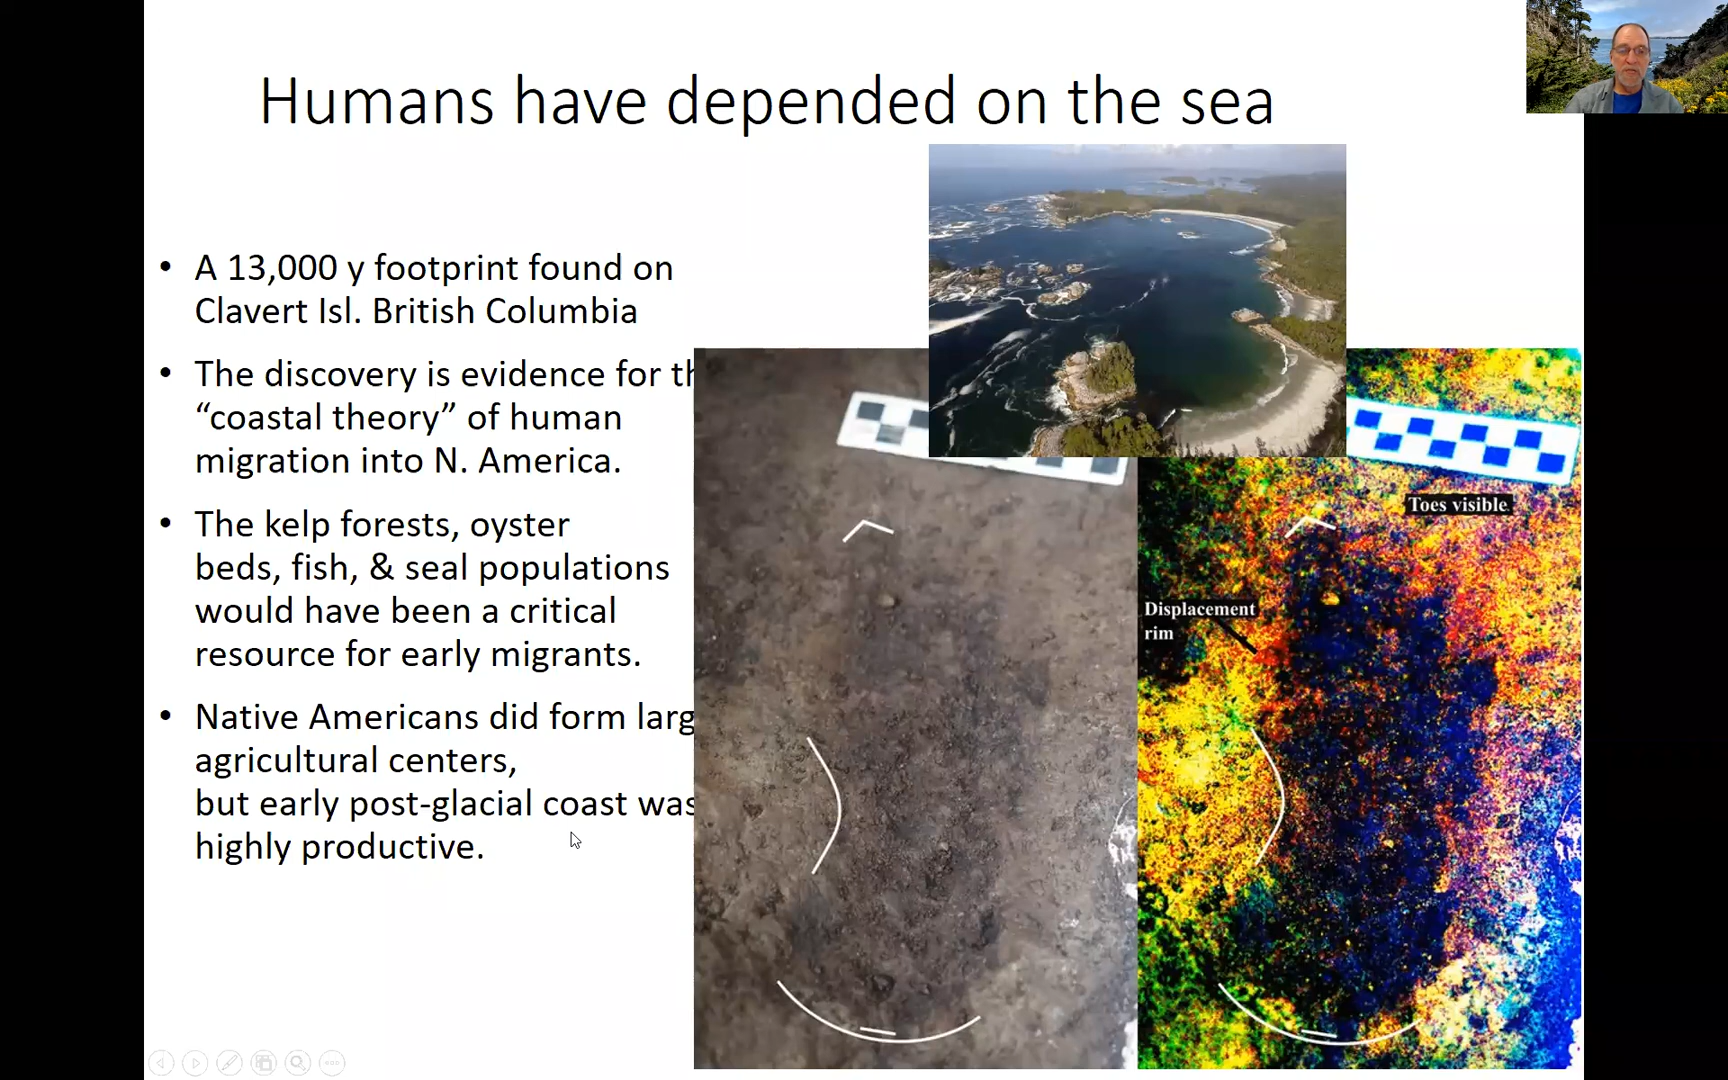 Humans have depended on the sea
• A 13,000 y footprint found on
Clavert Isl. British Columbia
• The discovery is evidence for th
“coastal theory” of human
migration into N. America.
• The kelp forests, oyster
beds, fish, & seal populations
would have been a critical
resource for early migrants.
• Native Americans did form larg
agricultural centers,
but early post-glacial coast was
highly productive.
Toes visible
Displacement
rim